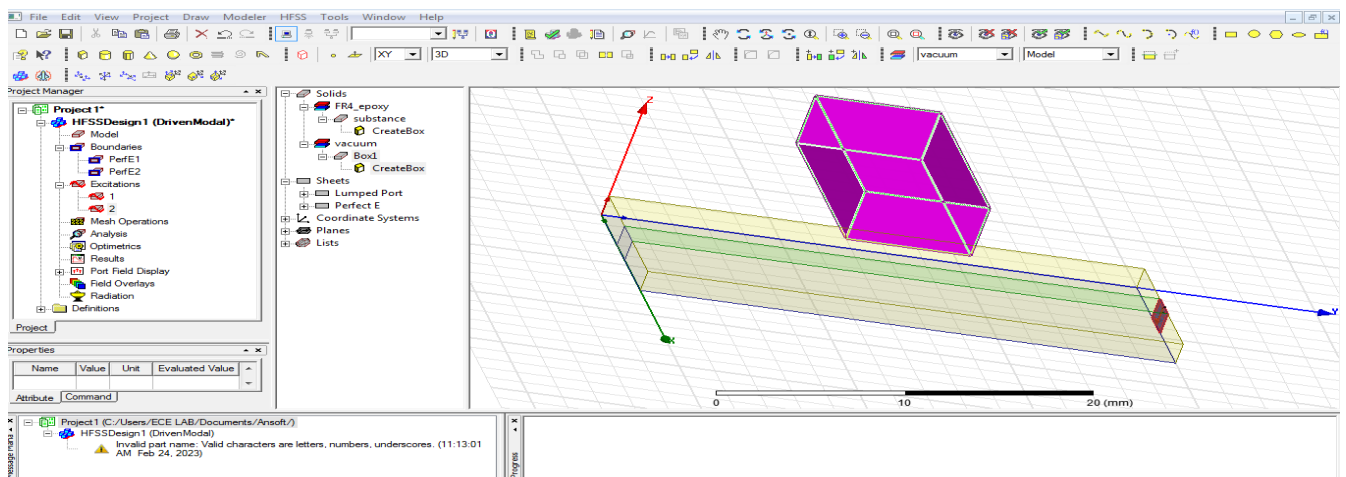 File Edit View Project Draw Modeler HFSS Tools Window Help
XY 3D vacuum Model
Project Manager
Project1*
HFSSDesign1 (DrivenModal)*
Model
Boundaries
PerfE1
PerfE2
Excitations
1
2
Mesh Operations
Analysis
Optimetrics
Results
Port Field Display
Field Overlays
Radiation
Definitions
Project
Solids
FR4_epoxy
substance
CreateBox
vacuum
Box1
CreateBox
Sheets
Lumped Port
Perfect E
Coordinate Systems
Planes
Lists
Z
Y
X
0 10 20 (mm)
Properties
Name Value Unit Evaluated Value
Attribute Command
Project1 (C:/Users/ECE LAB/Documents/Ansoft/)
HFSSDesign1 (DrivenModal)
Invalid part name: Valid characters are letters, numbers, underscores. (11:13:01
AM Feb 24, 2023)
Message Mana
Progress